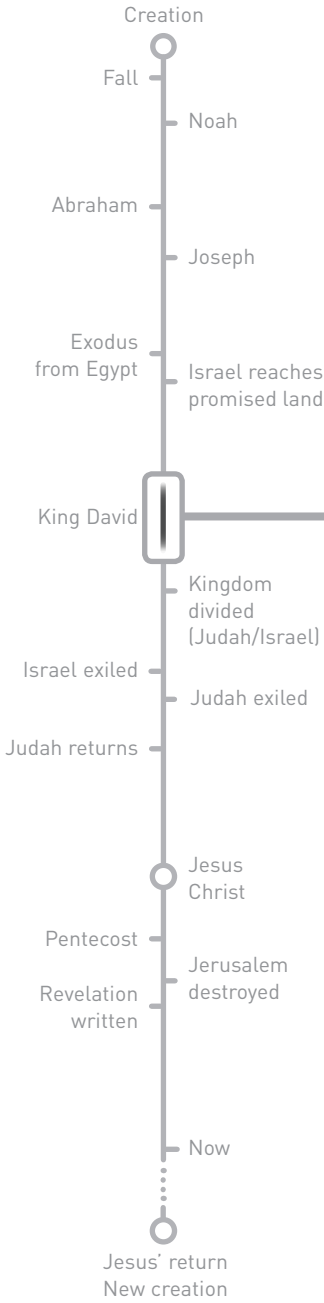 Creation
Fall
Noah
Abraham
Joseph
Exodus
from Egypt
Israel reaches
promised land
King David
Kingdom
divided
(Judah/Israel)
Israel exiled
Judah exiled
Judah returns
Jesus
Christ
Pentecost
Jerusalem
destroyed
Revelation
written
Now
Jesus’ return
New creation